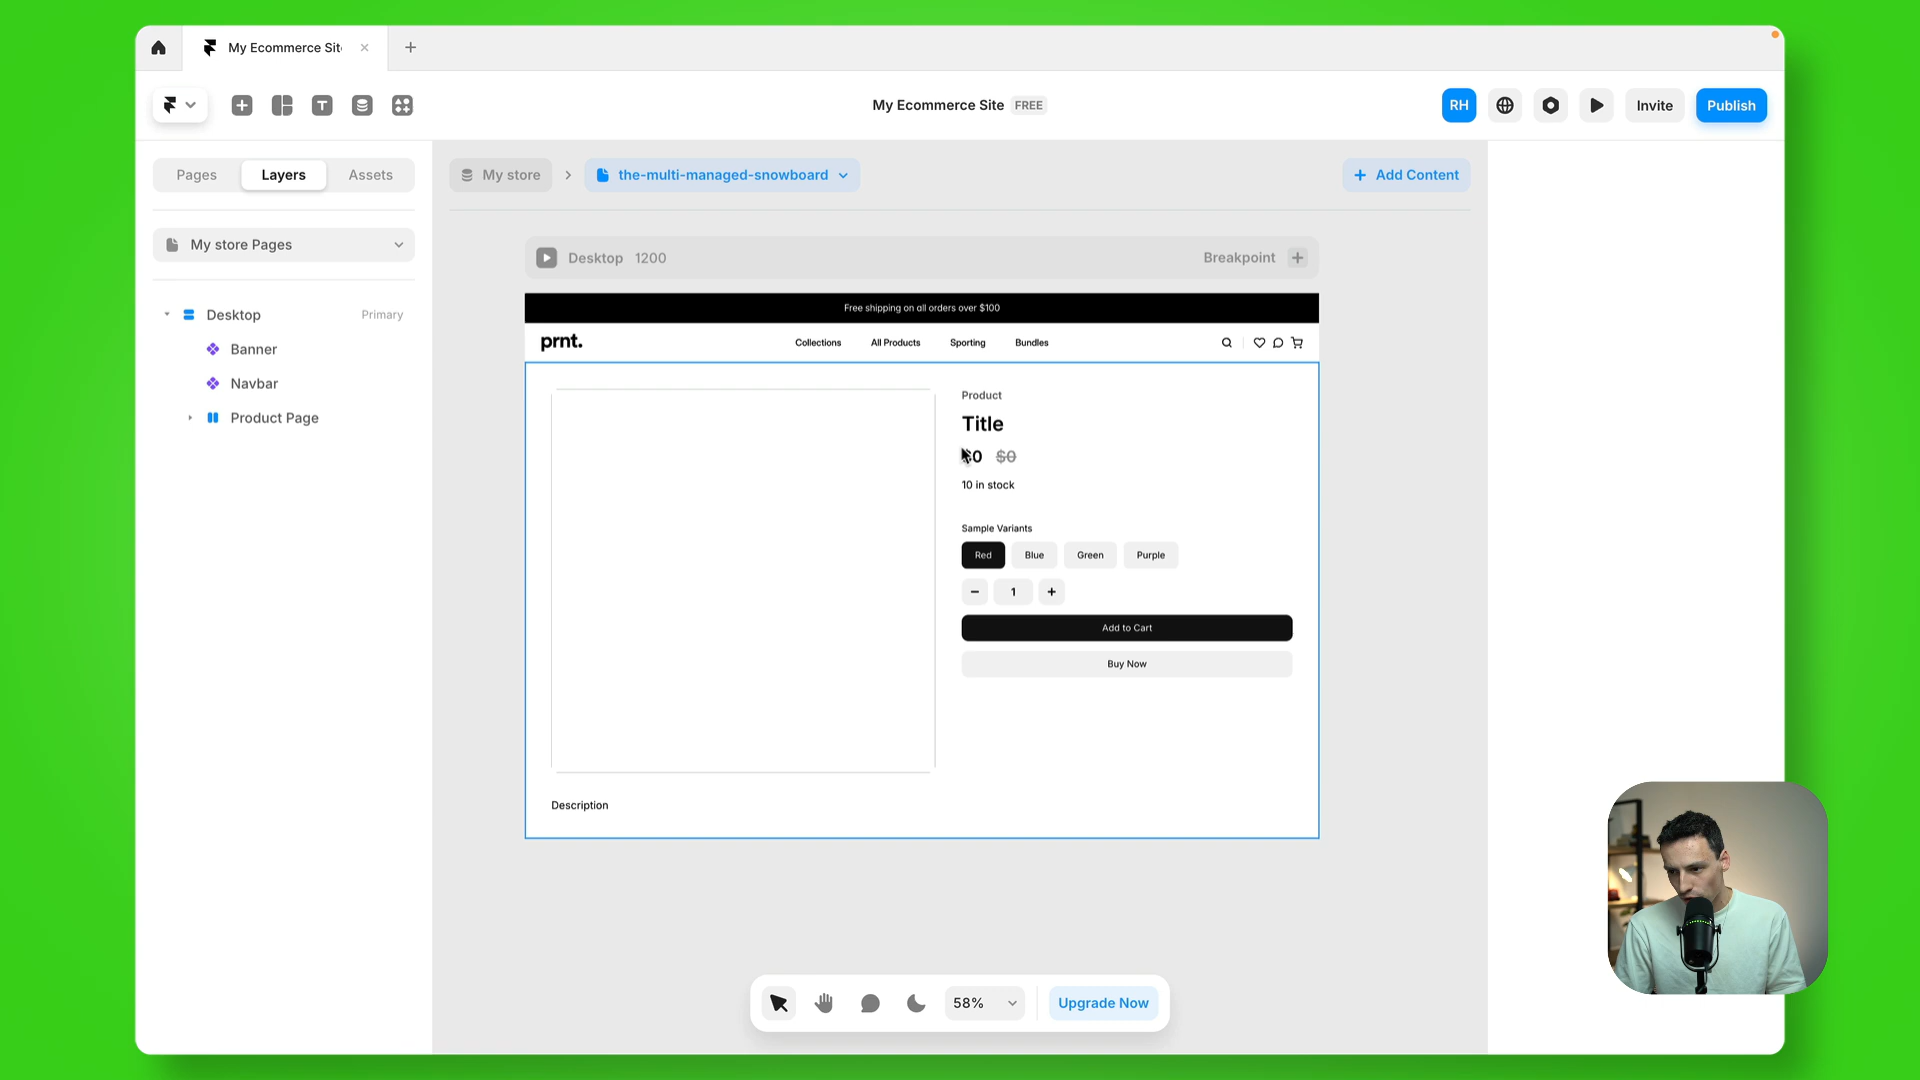 My Ecommerce Sit
My Ecommerce Site FREE
RH
Invite
Publish
Pages
Layers
Assets
My store
the-multi-managed-snowboard
Add Content
My store Pages
Desktop 1200
Breakpoint
Desktop
Primary
Banner
Navbar
Product Page
Free shipping on all orders over $100
prnt.
Collections
All Products
Sporting
Bundles
Product
Title
$0 $0
10 in stock
Sample Variants
Red
Blue
Green
Purple
1
Add to Cart
Buy Now
Description
58%
Upgrade Now